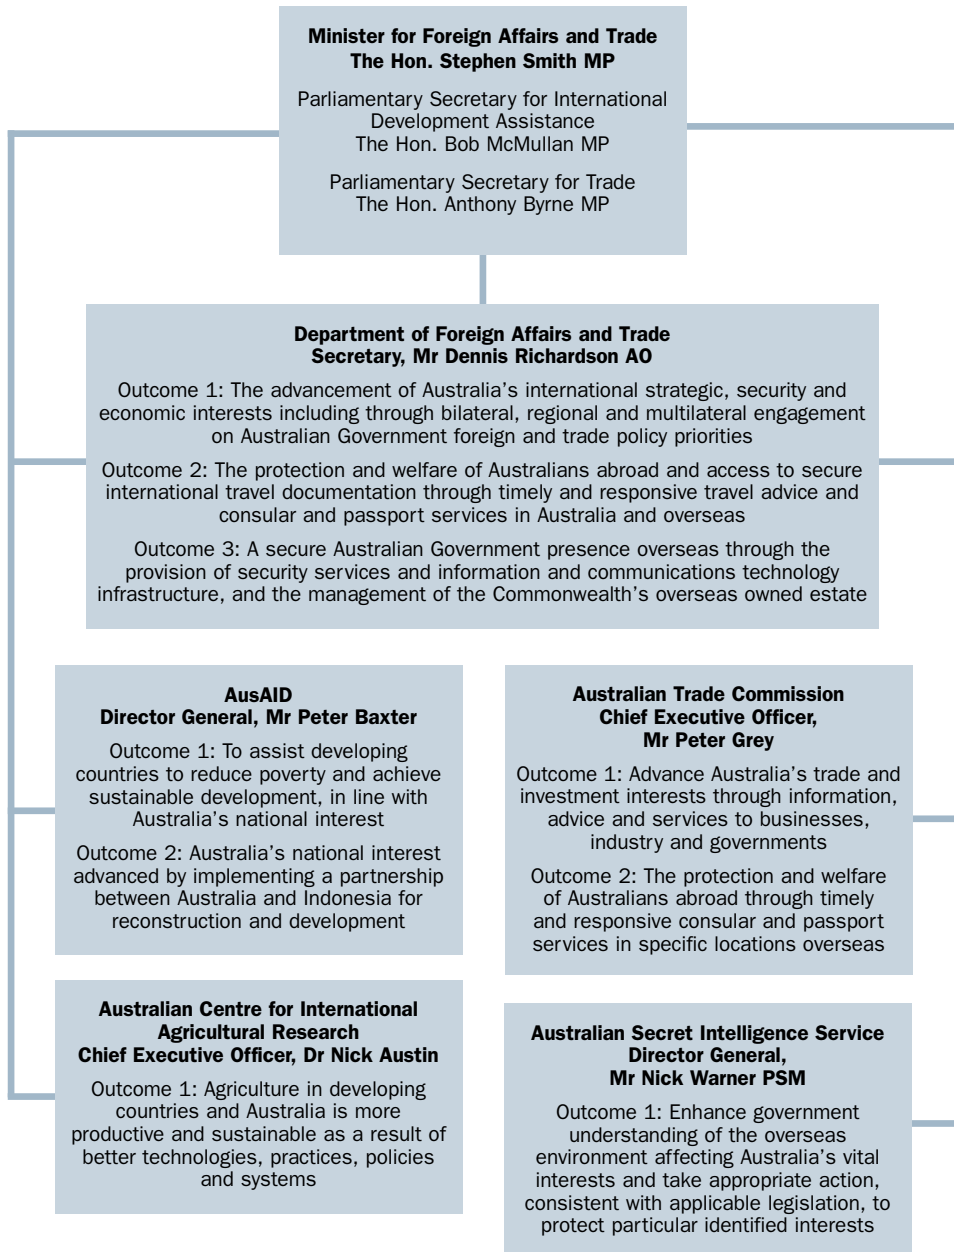 Minister for Foreign Affairs and Trade
The Hon. Stephen Smith MP
Parliamentary Secretary for International
Development Assistance
The Hon. Bob McMullan MP
Parliamentary Secretary for Trade
The Hon. Anthony Byrne MP
Department of Foreign Affairs and Trade
Secretary, Mr Dennis Richardson AO
Outcome 1: The advancement of Australia’s international strategic, security and
economic interests including through bilateral, regional and multilateral engagement
on Australian Government foreign and trade policy priorities
Outcome 2: The protection and welfare of Australians abroad and access to secure
international travel documentation through timely and responsive travel advice and
consular and passport services in Australia and overseas
Outcome 3: A secure Australian Government presence overseas through the
provision of security services and information and communications technology
infrastructure, and the management of the Commonwealth’s overseas owned estate
AusAID
Director General, Mr Peter Baxter
Outcome 1: To assist developing
countries to reduce poverty and achieve
sustainable development, in line with
Australia’s national interest
Outcome 2: Australia’s national interest
advanced by implementing a partnership
between Australia and Indonesia for
reconstruction and development
Australian Trade Commission
Chief Executive Officer,
Mr Peter Grey
Outcome 1: Advance Australia’s trade and
investment interests through information,
advice and services to businesses,
industry and governments
Outcome 2: The protection and welfare
of Australians abroad through timely
and responsive consular and passport
services in specific locations overseas
Australian Centre for International
Agricultural Research
Chief Executive Officer, Dr Nick Austin
Outcome 1: Agriculture in developing
countries and Australia is more
productive and sustainable as a result of
better technologies, practices, policies
and systems
Australian Secret Intelligence Service
Director General,
Mr Nick Warner PSM
Outcome 1: Enhance government
understanding of the overseas
environment affecting Australia’s vital
interests and take appropriate action,
consistent with applicable legislation, to
protect particular identified interests